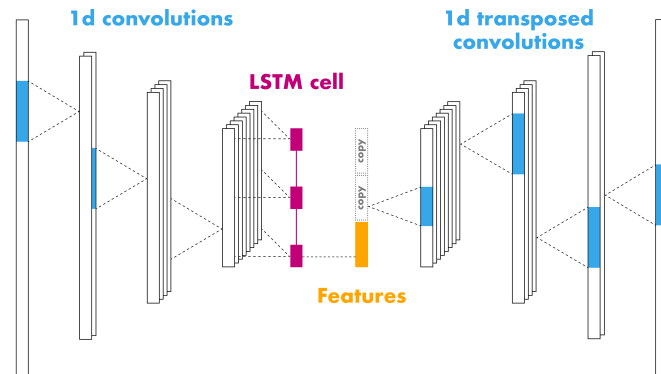 1d convolutions
1d transposed
convolutions
LSTM cell
copy
copy
Features